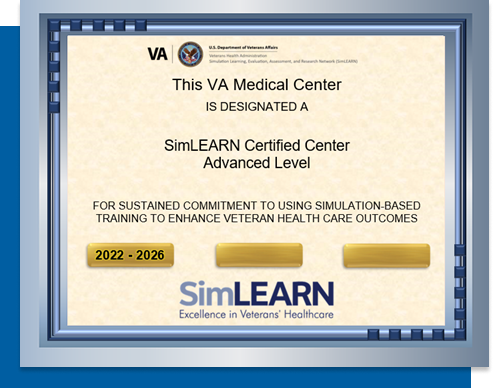 VA
U.S. Department of Veterans Affairs
Veterans Health Administration
Simulation Learning, Evaluation, Assessment, and Research Network (SimLEARN)
This VA Medical Center
IS DESIGNATED A
SimLEARN Certified Center
Advanced Level
FOR SUSTAINED COMMITMENT TO USING SIMULATION-BASED
TRAINING TO ENHANCE VETERAN HEALTH CARE OUTCOMES
2022 - 2026
SimLEARN
Excellence in Veterans' Healthcare